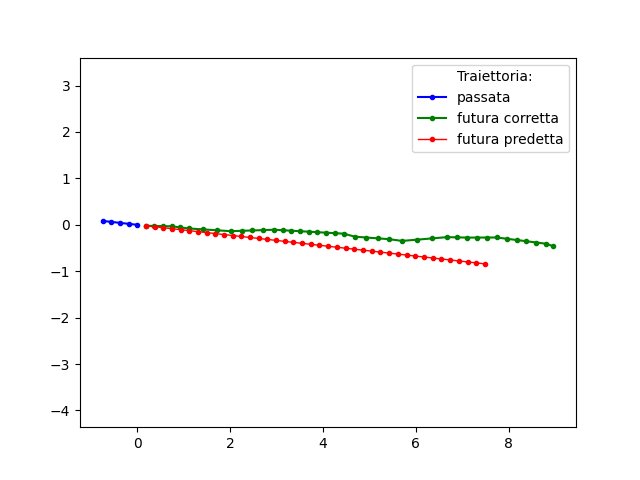 Traiettoria:
passata
futura corretta
futura predetta
3
2
1
0
−1
−2
−3
−4
0 2 4 6 8